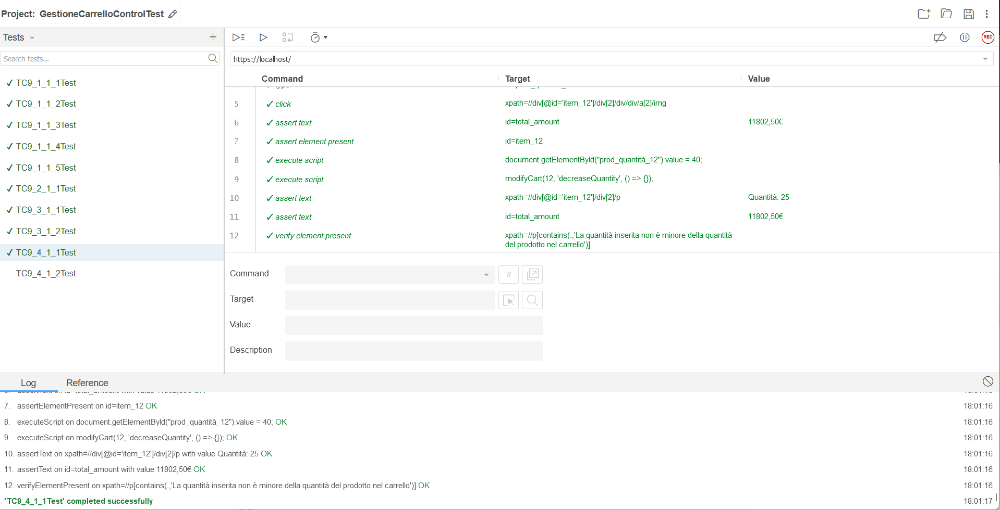 Project: GestioneCarrelloControlTest
Tests
Search tests...
✓ TC9_1_1_1Test
✓ TC9_1_1_2Test
✓ TC9_1_1_3Test
✓ TC9_1_1_4Test
✓ TC9_1_1_5Test
✓ TC9_2_1_1Test
✓ TC9_3_1_1Test
✓ TC9_3_1_2Test
✓ TC9_4_1_1Test
TC9_4_1_2Test
REC
https://localhost/
Command Target Value
5 ✓ click xpath=//div[@id='item_12']/div[2]/div/div/a[2]/img
6 ✓ assert text id=total_amount 11802,50€
7 ✓ assert element present id=item_12
8 ✓ execute script document.getElementById("prod_quantità_12").value = 40;
9 ✓ execute script modifyCart(12, 'decreaseQuantity', () => {});
10 ✓ assert text xpath=//div[@id='item_12']/div[2]/p Quantità: 25
11 ✓ assert text id=total_amount 11802,50€
12 ✓ verify element present xpath=//p[contains(.,'La quantità inserita non è minore della quantità
del prodotto nel carrello')]
Command //
Target
Value
Description
Log Reference
7. assertElementPresent on id=item_12 OK 18:01:16
8. executeScript on document.getElementById("prod_quantità_12").value = 40; OK 18:01:16
9. executeScript on modifyCart(12, 'decreaseQuantity', () => {}); OK 18:01:16
10. assertText on xpath=//div[@id='item_12']/div[2]/p with value Quantità: 25 OK 18:01:16
11. assertText on id=total_amount with value 11802,50€ OK 18:01:16
12. verifyElementPresent on xpath=//p[contains(.,'La quantità inserita non è minore della quantità del prodotto nel carrello')] OK 18:01:16
'TC9_4_1_1Test' completed successfully 18:01:17